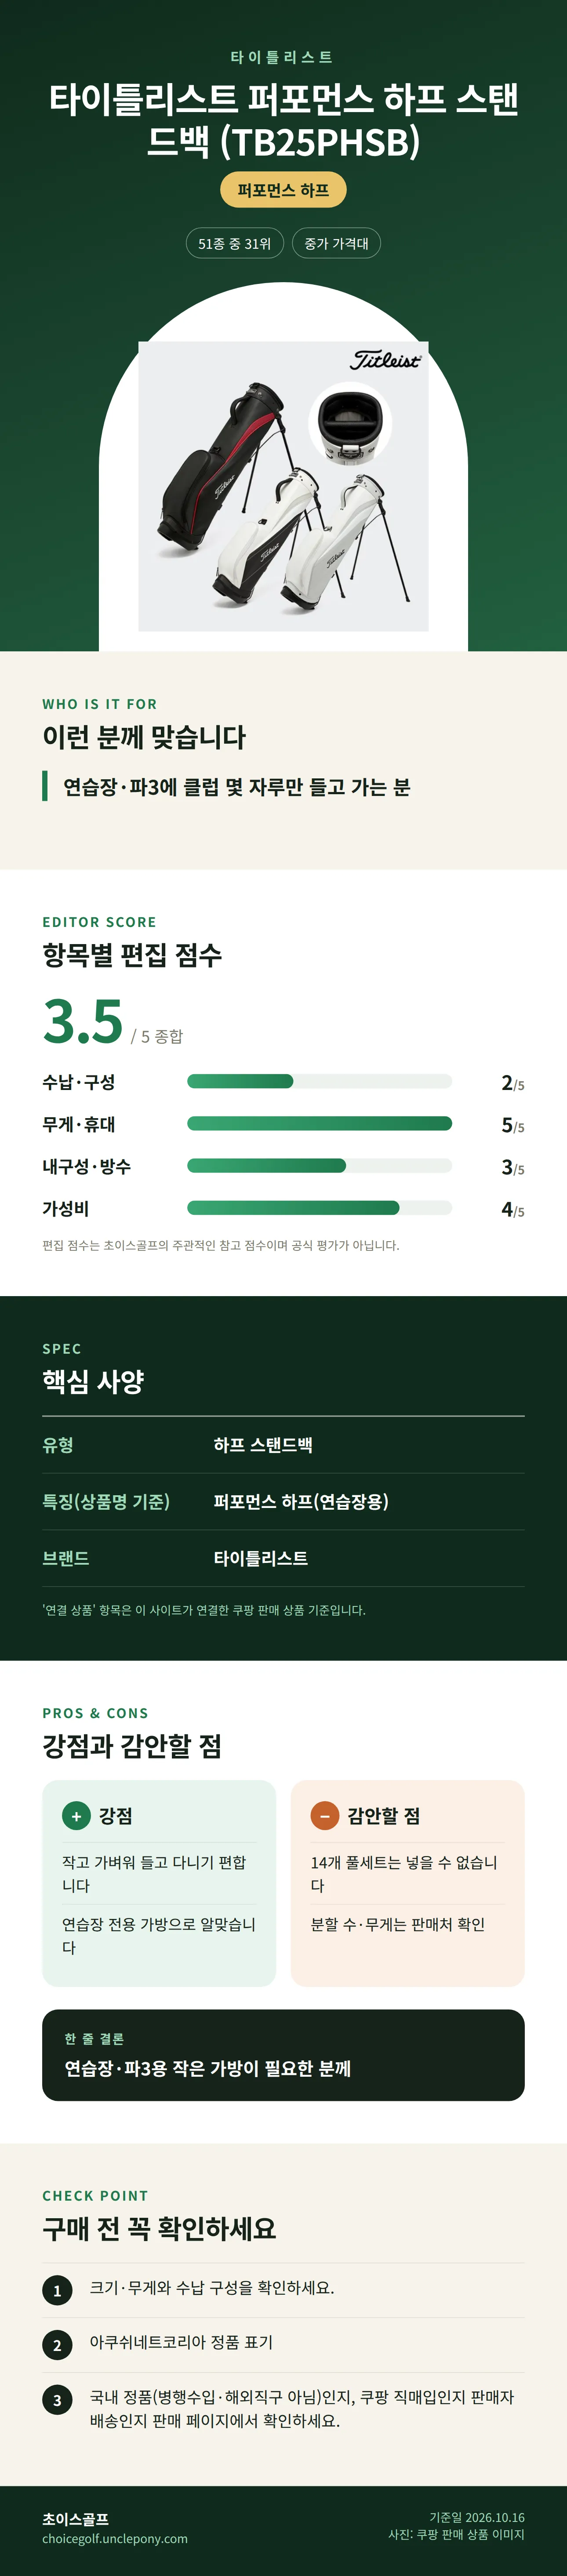 타이틀리스트
타이틀리스트 퍼포먼스 하프 스탠
드백 (TB25PHSB)
퍼포먼스 하프
51종 중 31위
중가 가격대
Titleist
Titleist
Titleist
Titleist
WHO IS IT FOR
이런 분께 맞습니다
연습장·파3에 클럽 몇 자루만 들고 가는 분
EDITOR SCORE
항목별 편집 점수
3.5 / 5 종합
수납·구성 2/5
무게·휴대 5/5
내구성·방수 3/5
가성비 4/5
편집 점수는 초이스골프의 주관적인 참고 점수이며 공식 평가가 아닙니다.
SPEC
핵심 사양
유형 하프 스탠드백
특징(상품명 기준) 퍼포먼스 하프(연습장용)
브랜드 타이틀리스트
'연결 상품' 항목은 이 사이트가 연결한 쿠팡 판매 상품 기준입니다.
PROS & CONS
강점과 감안할 점
+ 강점
작고 가벼워 들고 다니기 편합
니다
연습장 전용 가방으로 알맞습니
다
− 감안할 점
14개 풀세트는 넣을 수 없습니
다
분할 수·무게는 판매처 확인
한 줄 결론
연습장·파3용 작은 가방이 필요한 분께
CHECK POINT
구매 전 꼭 확인하세요
1 크기·무게와 수납 구성을 확인하세요.
2 아쿠쉬네트코리아 정품 표기
3 국내 정품(병행수입·해외직구 아님)인지, 쿠팡 직매입인지 판매자
배송인지 판매 페이지에서 확인하세요.
초이스골프
choicegolf.unclepony.com
기준일 2026.10.16
사진: 쿠팡 판매 상품 이미지